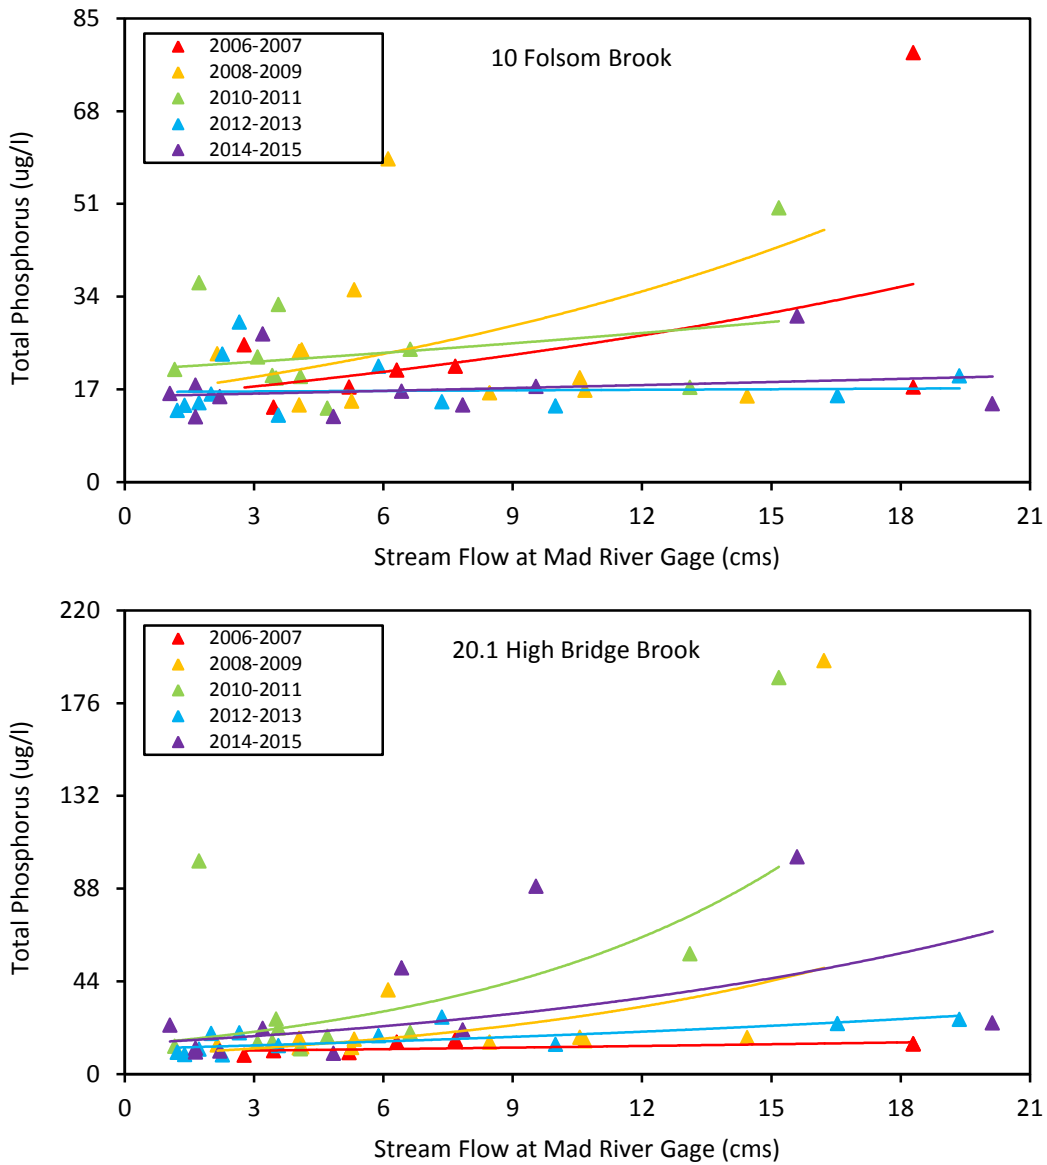 10 Folsom Brook
2006-2007
2008-2009
2010-2011
2012-2013
2014-2015
Total Phosphorus (ug/l)
85
68
51
34
17
0
0 3 6 9 12 15 18 21
Stream Flow at Mad River Gage (cms)
20.1 High Bridge Brook
2006-2007
2008-2009
2010-2011
2012-2013
2014-2015
Total Phosphorus (ug/l)
220
176
132
88
44
0
0 3 6 9 12 15 18 21
Stream Flow at Mad River Gage (cms)